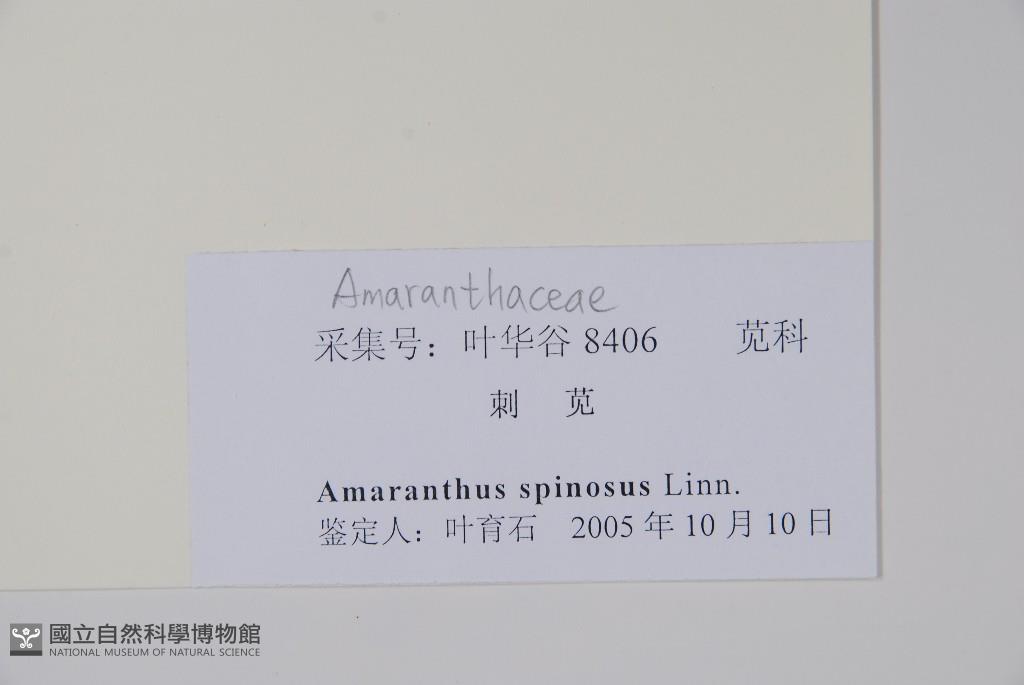 Amaranthaceae
采集号：叶华谷 8406 苋科
刺 苋
Amaranthus spinosus Linn.
鉴定人：叶育石 2005 年 10 月 10 日
國立自然科學博物館
NATIONAL MUSEUM OF NATURAL SCIENCE